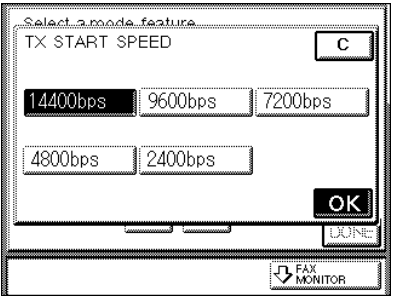 Select a mode feature
TX START SPEED
C
14400bps 9600bps 7200bps
4800bps 2400bps
OK
DONE
FAX
MONITOR